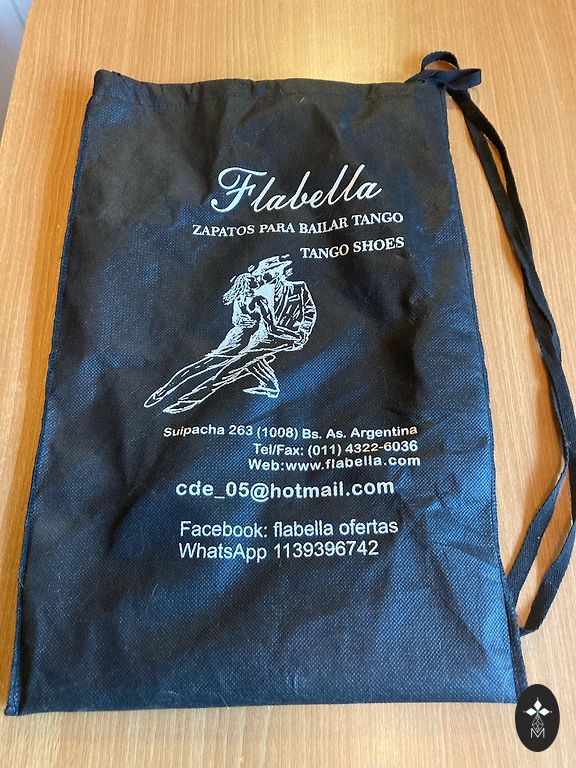 Flabella
ZAPATOS PARA BAILAR TANGO
TANGO SHOES
Suipacha 263 (1008) Bs. As. Argentina
Tel/Fax: (011) 4322-6036
Web:www.flabella.com
cde_05@hotmail.com
Facebook: flabella ofertas
WhatsApp 1139396742
M